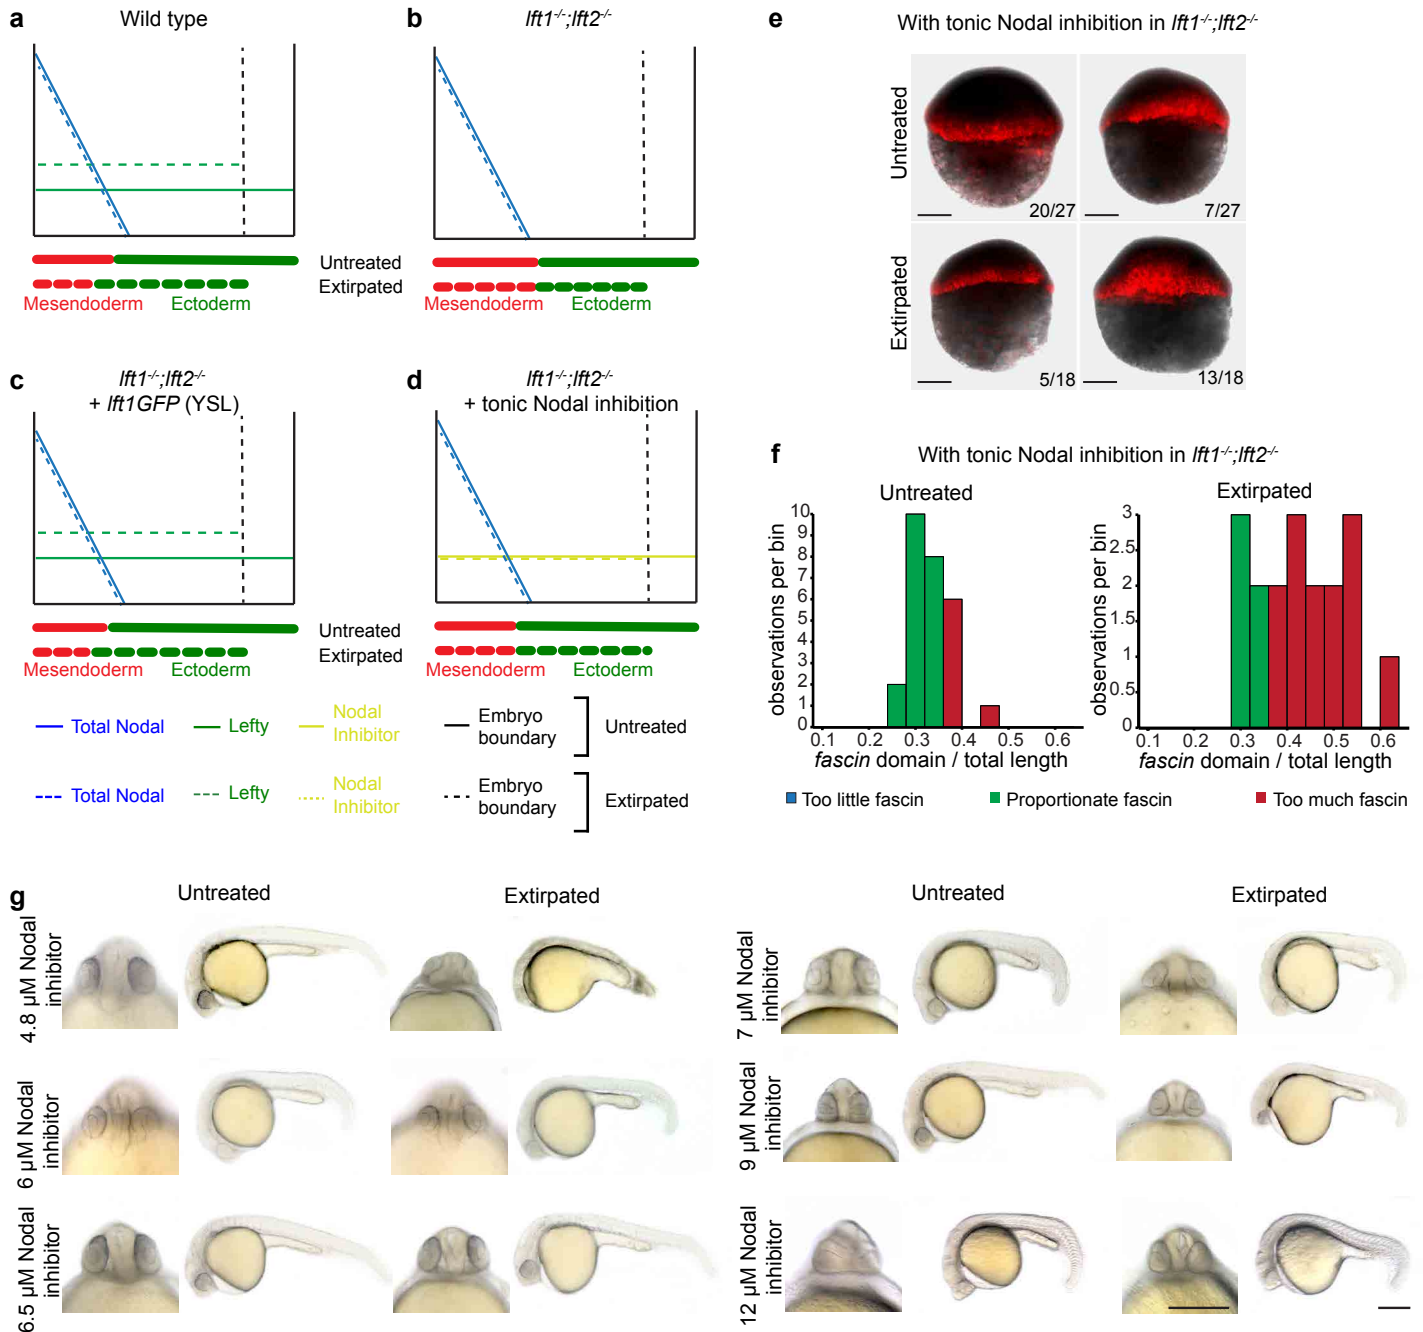 a
Wild type
Untreated
Extirpated
Mesendoderm
Ectoderm
b
lft1-/-;lft2-/-
Mesendoderm
Ectoderm
c
lft1-/-;lft2-/-
+ lft1GFP (YSL)
Untreated
Extirpated
Mesendoderm
Ectoderm
d
lft1-/-;lft2-/-
+ tonic Nodal inhibition
Mesendoderm
Ectoderm
Total Nodal
Lefty
Nodal
Inhibitor
Embryo
boundary
Untreated
Total Nodal
Lefty
Nodal
Inhibitor
Embryo
boundary
Extirpated
e
With tonic Nodal inhibition in lft1-/-;lft2-/-
Untreated
20/27
7/27
Extirpated
5/18
13/18
f
With tonic Nodal inhibition in lft1-/-;lft2-/-
Untreated
observations per bin
10
9
8
7
6
5
4
3
2
1
0
0.1 0.2 0.3 0.4 0.5 0.6
fascin domain / total length
Extirpated
observations per bin
3
2.5
2
1.5
1
0.5
0
0.1 0.2 0.3 0.4 0.5 0.6
fascin domain / total length
Too little fascin
Proportionate fascin
Too much fascin
g
Untreated
Extirpated
4.8 µM Nodal
inhibitor
6 µM Nodal
inhibitor
6.5 µM Nodal
inhibitor
Untreated
Extirpated
7 µM Nodal
inhibitor
9 µM Nodal
inhibitor
12 µM Nodal
inhibitor